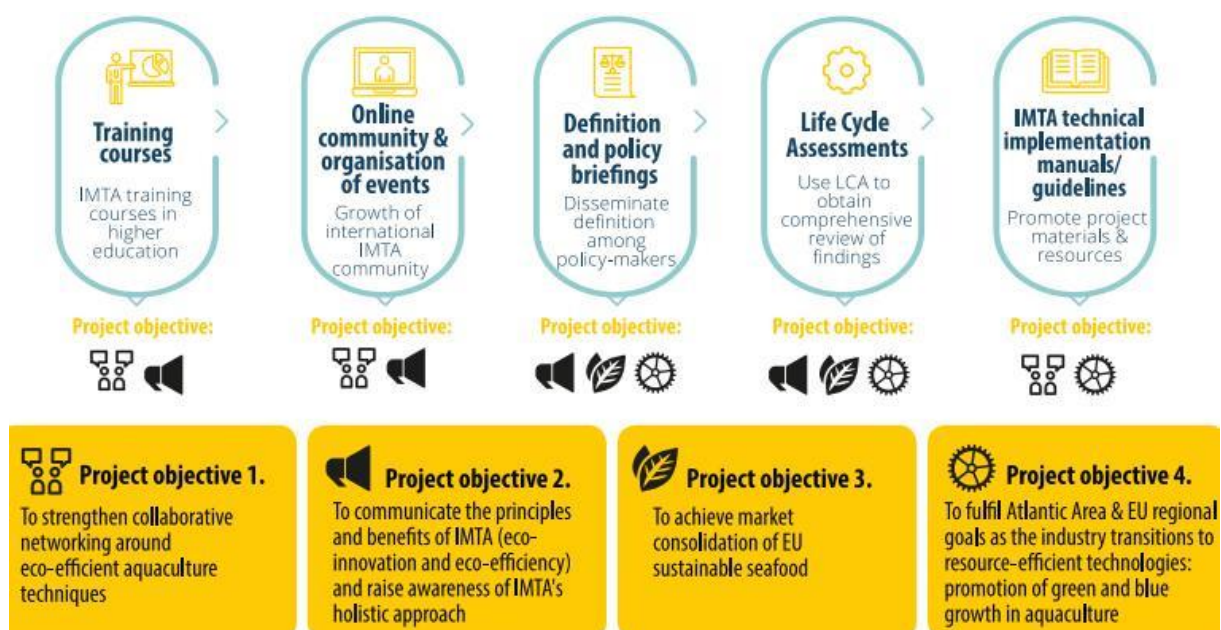 Training
courses
IMTA training
courses in
higher
education
Project objective:
Online
community &
organisation
of events
Growth of
international
IMTA
community
Project objective:
Definition
and policy
briefings
Disseminate
definition
among
policy-makers
Project objective:
Life Cycle
Assessments
Use LCA to
obtain
comprehensive
review of
findings
Project objective:
IMTA technical
implementation
manuals/
guidelines
Promote project
materials &
resources
Project objective:
Project objective 1.
To strengthen collaborative
networking around
eco-efficient aquaculture
techniques
Project objective 2.
To communicate the principles
and benefits of IMTA (eco-
innovation and eco-efficiency)
and raise awareness of IMTA's
holistic approach
Project objective 3.
To achieve market
consolidation of EU
sustainable seafood
Project objective 4.
To fulfil Atlantic Area & EU regional
goals as the industry transitions to
resource-efficient technologies:
promotion of green and blue
growth in aquaculture